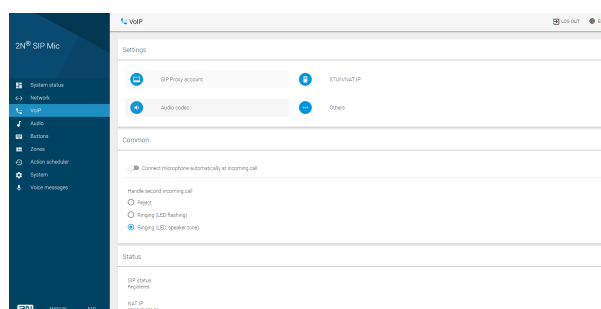 VoIP
LOG OUT
2N® SIP Mic
System status
Network
VoIP
Audio
Buttons
Zones
Action scheduler
System
Voice messages
Settings
SIP Proxy account
STUN/NAT IP
Audio codec
Others
Common
Connect microphone automatically at incoming call
Handle second incoming call
Reject
Ringing (LED flashing)
Ringing (LED, speaker tone)
Status
SIP status
Registered
NAT IP